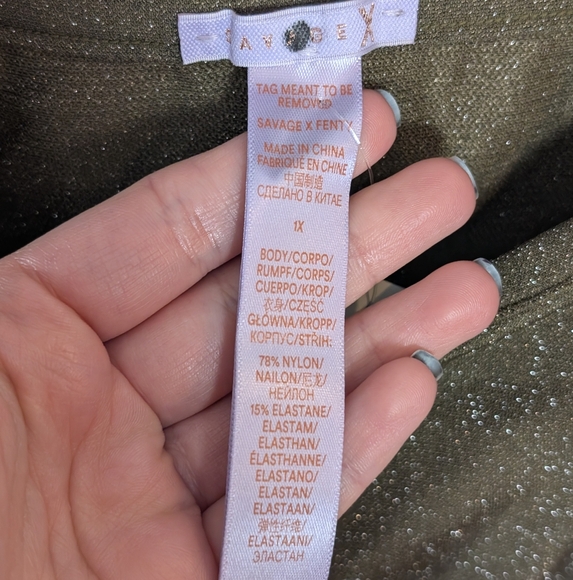 SAVAGE X
TAG MEANT TO BE
REMOVED
SAVAGE X FENTY
MADE IN CHINA
FABRIQUÉ EN CHINE
中国制造
СДЕЛАНО В КИТАЕ
1X
BODY/CORPO/
RUMPF/CORPS/
CUERPO/KROP/
衣身/CZĘŚĆ
GŁÓWNA/KROPP/
КОРПУС/STŘIH:
78% NYLON/
NAILON/尼龙/
НЕЙЛОН
15% ELASTANE/
ELASTAM/
ELASTHAN/
ÉLASTHANNE/
ELASTANO/
ELASTAN/
ELASTAAN/
弹性纤维/
ELASTAANI/
ЭЛАСТАН